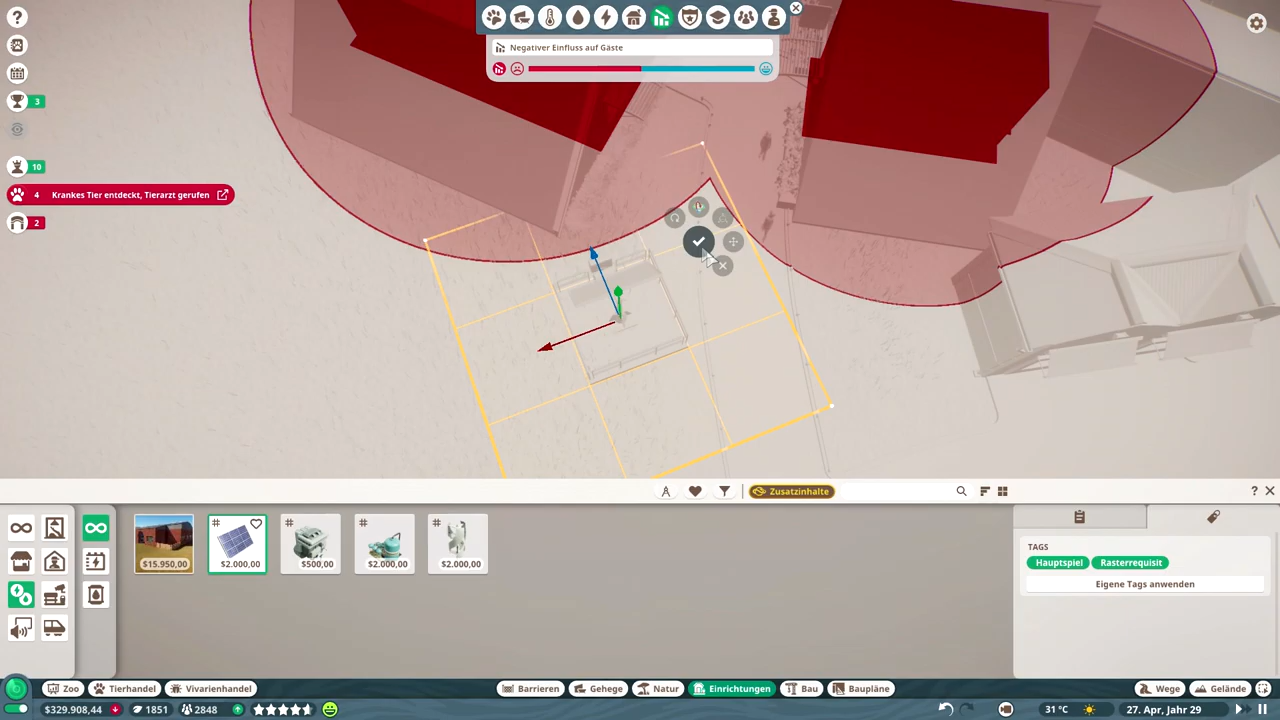 ?
Negativer Einfluss auf Gäste
3
10
4 Krankes Tier entdeckt, Tierarzt gerufen
2
Zusatzinhalte
?
$15.950,00
# $2.000,00
# $500,00
# $2.000,00
# $2.000,00
TAGS
Hauptspiel Rasterrequisit
Eigene Tags anwenden
Zoo Tierhandel Vivarienhandel Barrieren Gehege Natur Einrichtungen Bau Baupläne Wege Gelände
$329.908,44 1851 2848 31 °C 27. Apr, Jahr 29